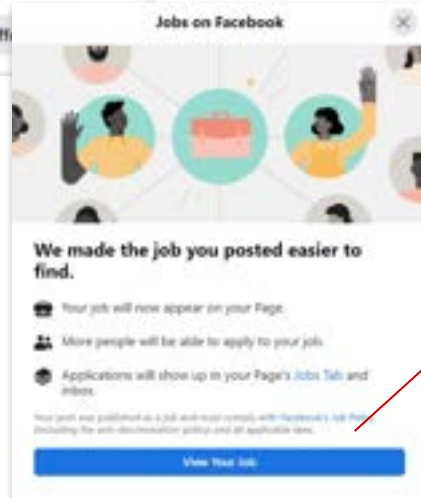 Jobs on Facebook
We made the job you posted easier to
find.
Your job will now appear on your Page.
More people will be able to apply to your job.
Applications will show up in your Page's Jobs Tab and
inbox.
Your post was published as a job and must comply with Facebook's Job Policy
(including the anti-discrimination policy) and all applicable laws.
View Your Job